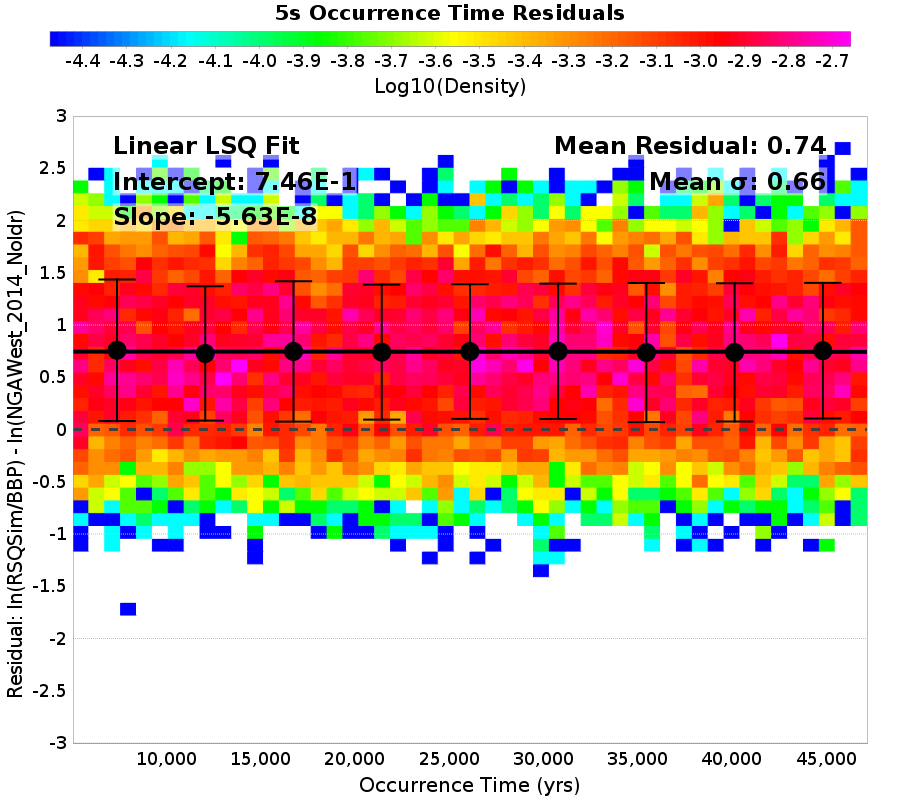 5s Occurrence Time Residuals
-4.4 -4.3 -4.2 -4.1 -4.0 -3.9 -3.8 -3.7 -3.6 -3.5 -3.4 -3.3 -3.2 -3.1 -3.0 -2.9 -2.8 -2.7
Log10(Density)
Linear LSQ Fit
Intercept: 7.46E-1
Slope: -5.63E-8
Mean Residual: 0.74
Mean σ: 0.66
Residual: ln(RSQSim/BBP) - ln(NGAWest_2014_NoIdr)
3
2.5
2
1.5
1
0.5
0
-0.5
-1
-1.5
-2
-2.5
-3
10,000 15,000 20,000 25,000 30,000 35,000 40,000 45,000
Occurrence Time (yrs)